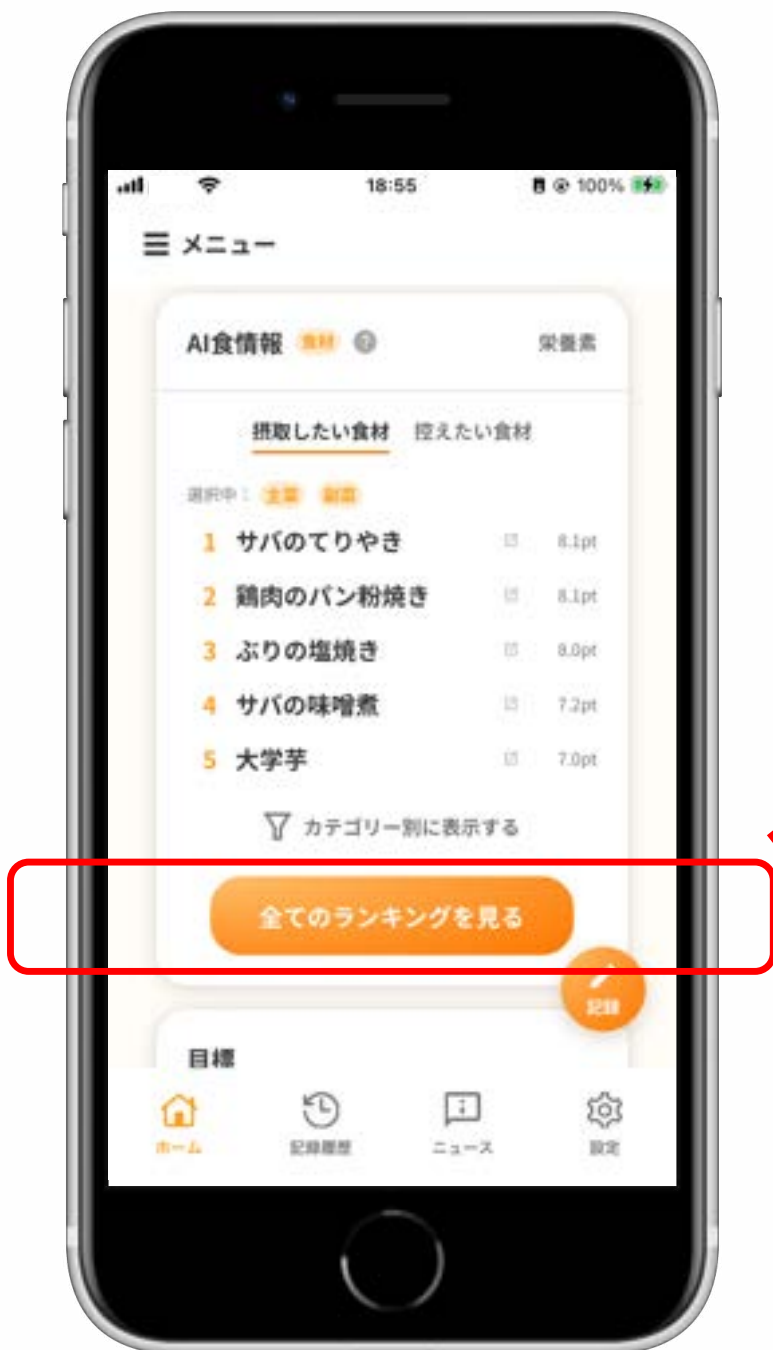 18:55 100%
メニュー
AI食情報 食材 ? 栄養素
摂取したい食材 控えたい食材
選択中： 主菜 副菜
1 サバのてりやき 8.1pt
2 鶏肉のパン粉焼き 8.1pt
3 ぶりの塩焼き 8.0pt
4 サバの味噌煮 7.2pt
5 大学芋 7.0pt
カテゴリー別に表示する
全てのランキングを見る
記録
目標
ホーム 記録履歴 ニュース 設定